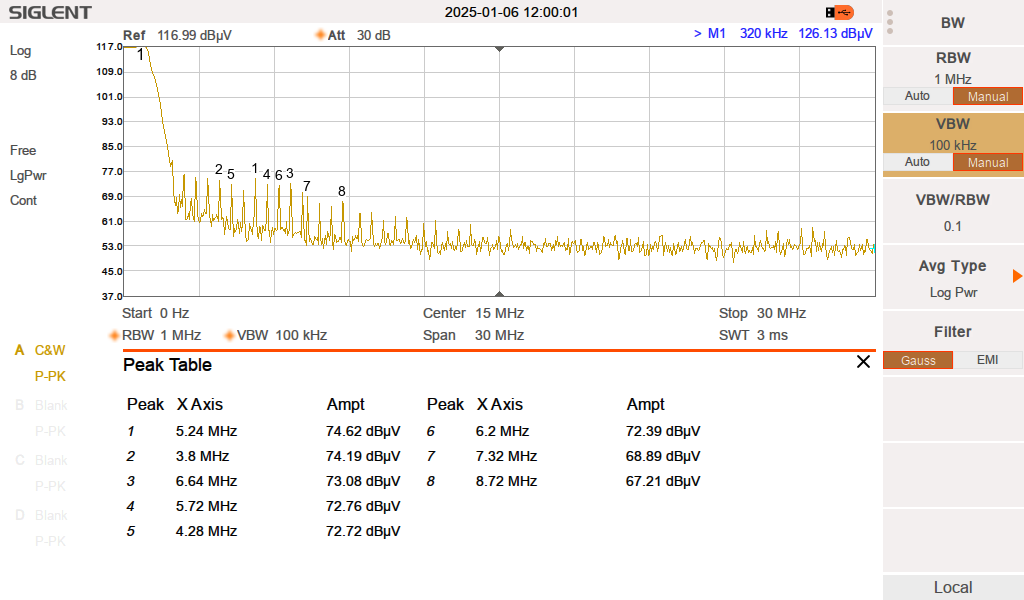 SIGLENT 2025-01-06 12:00:01
Ref 116.99 dBµV Att 30 dB > M1 320 kHz 126.13 dBµV
Log
8 dB
Free
LgPwr
Cont
117.0
109.0
101.0
93.0
85.0
77.0
69.0
61.0
53.0
45.0
37.0
1
2 5 1 4 6 3 7 8
Start 0 Hz Center 15 MHz Stop 30 MHz
RBW 1 MHz VBW 100 kHz Span 30 MHz SWT 3 ms
A C&W
P-PK
B Blank
P-PK
C Blank
P-PK
D Blank
P-PK
Peak Table
Peak X Axis Ampt Peak X Axis Ampt
1 5.24 MHz 74.62 dBµV 6 6.2 MHz 72.39 dBµV
2 3.8 MHz 74.19 dBµV 7 7.32 MHz 68.89 dBµV
3 6.64 MHz 73.08 dBµV 8 8.72 MHz 67.21 dBµV
4 5.72 MHz 72.76 dBµV
5 4.28 MHz 72.72 dBµV
BW
RBW
1 MHz
Auto Manual
VBW
100 kHz
Auto Manual
VBW/RBW
0.1
Avg Type
Log Pwr
Filter
Gauss EMI
Local